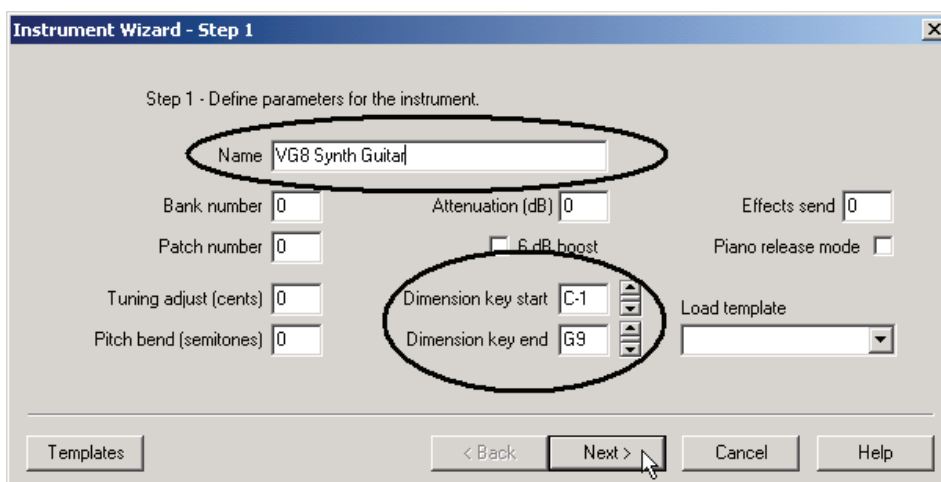 Instrument Wizard - Step 1
Step 1 - Define parameters for the instrument.
Name VG8 Synth Guitar
Bank number 0 Attenuation (dB) 0 Effects send 0
Patch number 0 6 dB boost Piano release mode
Tuning adjust (cents) 0 Dimension key start C-1 Load template
Pitch bend (semitones) 0 Dimension key end G9
Templates < Back Next > Cancel Help